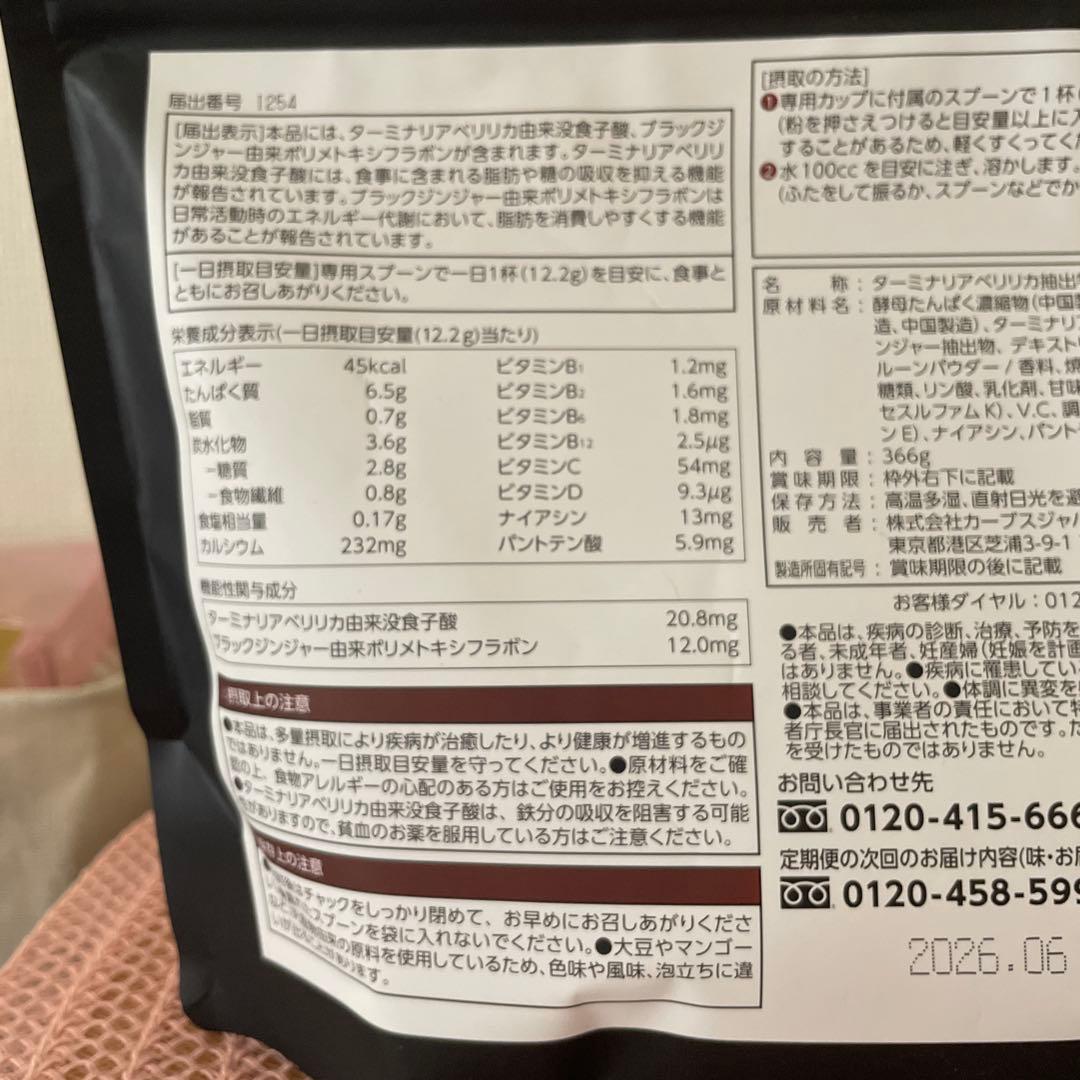 届出番号 I254
[届出表示]本品には、ターミナリアベリリカ由来没食子酸、ブラックジ
ンジャー由来ポリメトキシフラボンが含まれます。ターミナリアベリリ
カ由来没食子酸には、食事に含まれる脂肪や糖の吸収を抑える機能
が報告されています。ブラックジンジャー由来ポリメトキシフラボンは
日常活動時のエネルギー代謝において、脂肪を消費しやすくする機能
があることが報告されています。
[一日摂取目安量]専用スプーンで一日1杯(12.2g)を目安に、食事と
ともにお召しあがりください。
栄養成分表示(一日摂取目安量(12.2g)当たり)
エネルギー 45kcal ビタミンB1 1.2mg
たんぱく質 6.5g ビタミンB2 1.6mg
脂質 0.7g ビタミンB6 1.8mg
炭水化物 3.6g ビタミンB12 2.5μg
-糖質 2.8g ビタミンC 54mg
-食物繊維 0.8g ビタミンD 9.3μg
食塩相当量 0.17g ナイアシン 13mg
カルシウム 232mg パントテン酸 5.9mg
機能性関与成分
ターミナリアベリリカ由来没食子酸 20.8mg
ブラックジンジャー由来ポリメトキシフラボン 12.0mg
摂取上の注意
●本品は、多量摂取により疾病が治癒したり、より健康が増進するもの
ではありません。一日摂取目安量を守ってください。●原材料をご確
認の上、食物アレルギーの心配のある方はご使用をお控えください。
●ターミナリアベリリカ由来没食子酸は、鉄分の吸収を阻害する可能
性がありますので、貧血のお薬を服用している方はご注意ください。
上の注意
はチャックをしっかり閉めて、お早めにお召しあがりくださ
スプーンを袋に入れないでください。●大豆やマンゴー
の原料を使用しているため、色味や風味、泡立ちに違
ります。
[摂取の方法]
❶専用カップに付属のスプーンで1杯
(粉を押さえつけると目安量以上に
することがあるため、軽くすくってく
❷水100ccを目安に注ぎ、溶かします。
(ふたをして振るか、スプーンなどでか
名称:ターミナリアベリリカ抽出
原材料名:酵母たんぱく濃縮物(中国
造、中国製造)、ターミナリ
ンジャー抽出物、デキスト
ルーンパウダー/香料、
糖類、リン酸、乳化剤、甘
セスルファムK)、V.C、
ンE)、ナイアシン、パント
内容量:366g
賞味期限:枠外右下に記載
保存方法:高温多湿、直射日光を
販売者:株式会社カーブスジャ
東京都港区芝浦3-9-1
製造所固有記号:賞味期限の後に記載
お客様ダイヤル:012
●本品は、疾病の診断、治療、予防を
る者、未成年者、妊産婦(妊娠を計
はありません。●疾病に罹患してい
相談してください。●体調に異変を
●本品は、事業者の責任において
者庁長官に届出されたものです。
を受けたものではありません。
お問い合わせ先
0120-415-666
定期便の次回のお届け内容(味・お
0120-458-599
2026.06